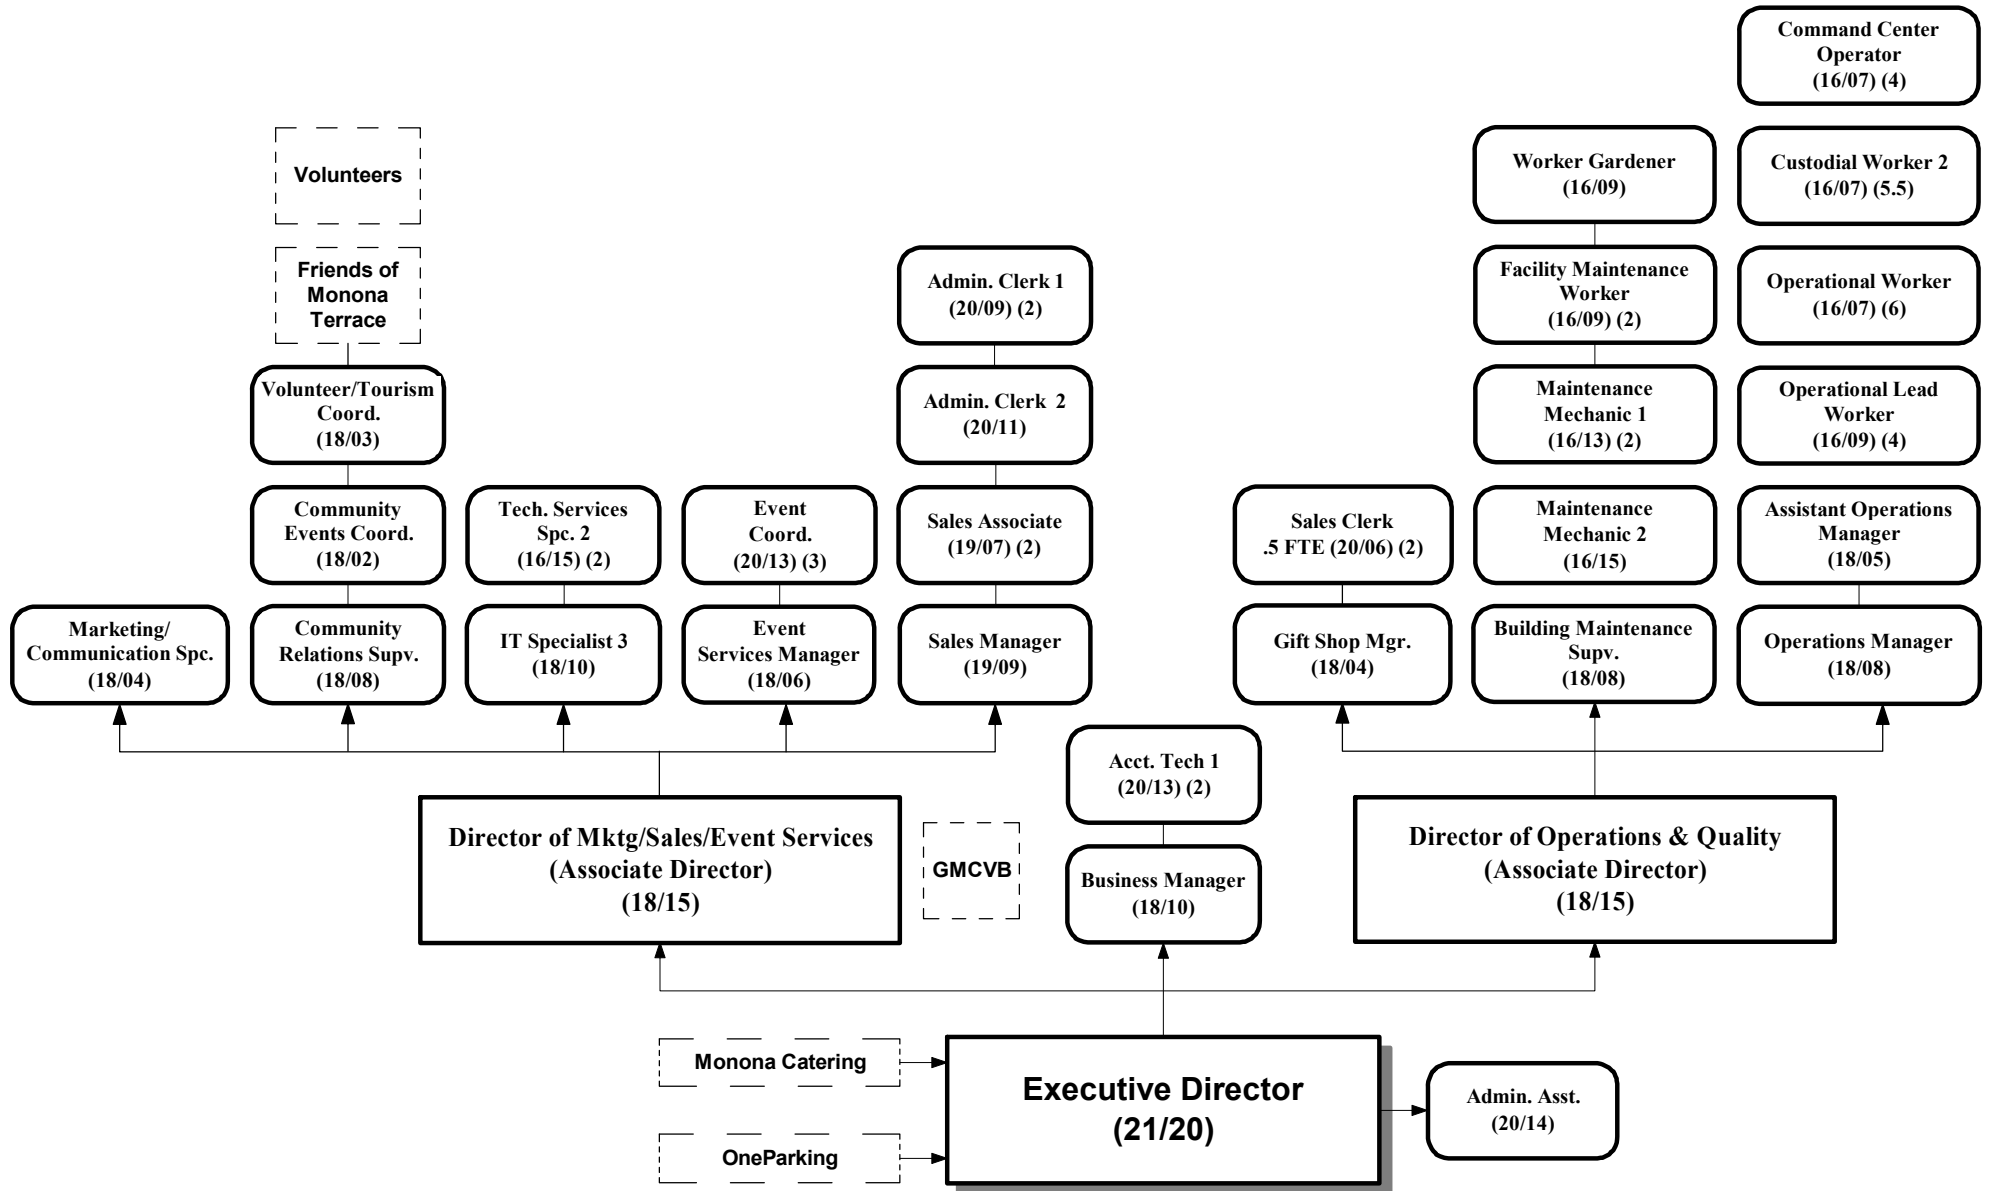 Command Center
Operator
(16/07) (4)
Volunteers
Worker Gardener
(16/09)
Custodial Worker 2
(16/07) (5.5)
Friends of
Monona
Terrace
Admin. Clerk 1
(20/09) (2)
Facility Maintenance
Worker
(16/09) (2)
Operational Worker
(16/07) (6)
Volunteer/Tourism
Coord.
(18/03)
Admin. Clerk  2
(20/11)
Maintenance
Mechanic 1
(16/13) (2)
Operational Lead
Worker
(16/09) (4)
Community
Events Coord.
(18/02)
Tech. Services
Spc. 2
(16/15) (2)
Event
Coord.
(20/13) (3)
Sales Associate
(19/07) (2)
Sales Clerk
.5 FTE (20/06) (2)
Maintenance
Mechanic 2
(16/15)
Assistant Operations
Manager
(18/05)
Marketing/
Communication Spc.
(18/04)
Community
Relations Supv.
(18/08)
IT Specialist 3
(18/10)
Event
Services Manager
(18/06)
Sales Manager
(19/09)
Gift Shop Mgr.
(18/04)
Building Maintenance
Supv.
(18/08)
Operations Manager
(18/08)
Acct. Tech 1
(20/13) (2)
Director of Mktg/Sales/Event Services
(Associate Director)
(18/15)
GMCVB
Business Manager
(18/10)
Director of Operations & Quality
(Associate Director)
(18/15)
Monona Catering
OneParking
Executive Director
(21/20)
Admin. Asst.
(20/14)